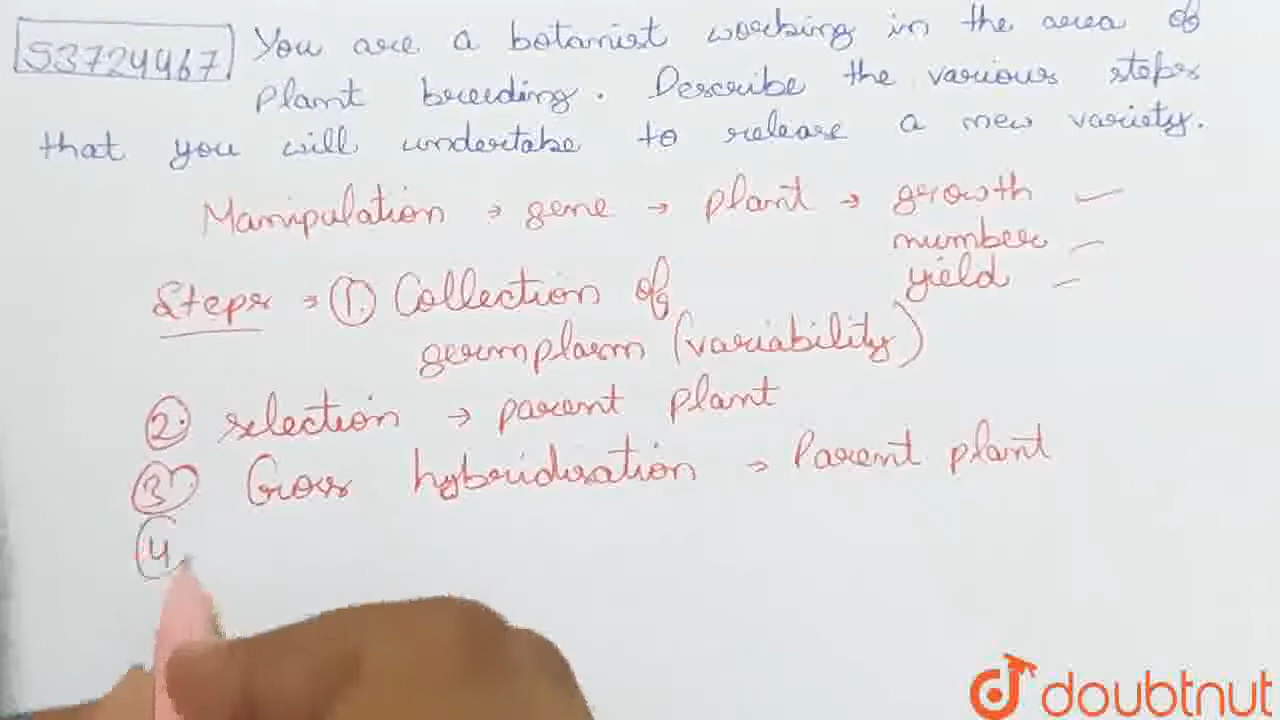 53724467 You are a botanist working in the area of
plant breeding. Describe the various steps
that you will undertake to release a new variety.
Manipulation → gene → plant → growth
number
yield
Steps → 1. Collection of
germplasm (variability)
2. selection → parent plant
3. Cross hybridisation → Parent plant
4.
doubtnut